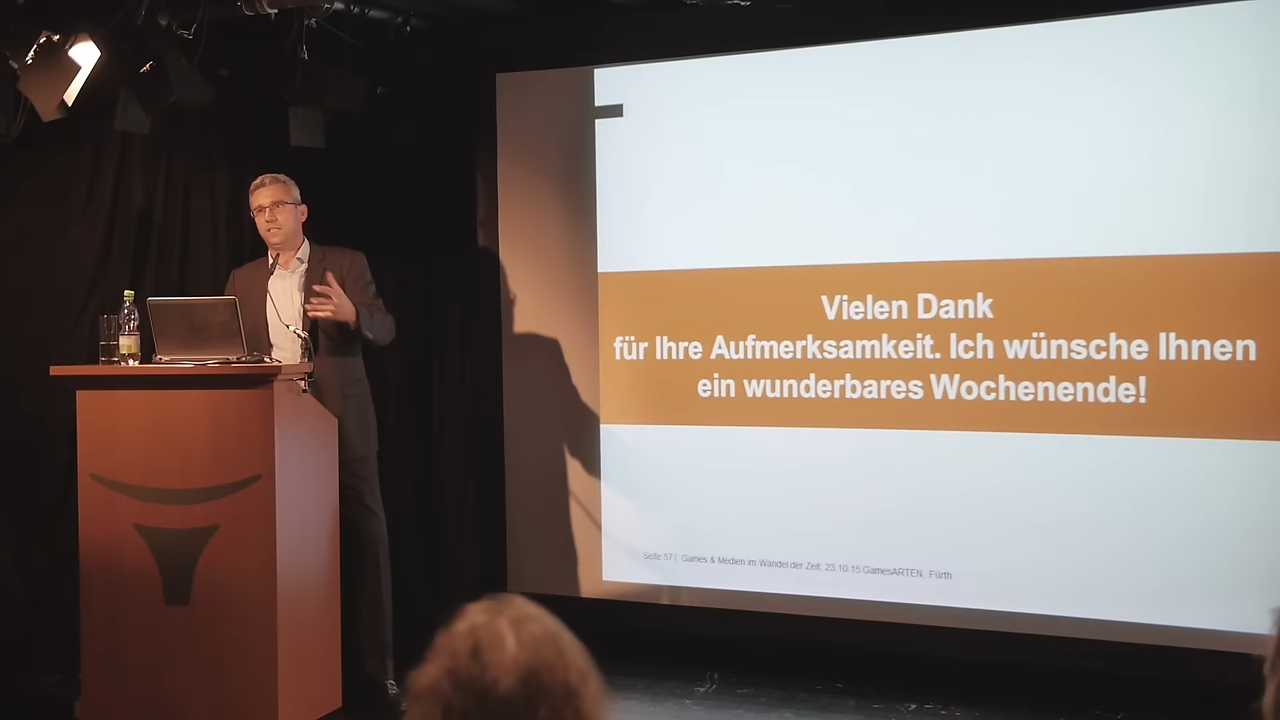 Vielen Dank
für Ihre Aufmerksamkeit. Ich wünsche Ihnen
ein wunderbares Wochenende!
Seite 57 | Games & Medien im Wandel der Zeit, 23.10.15 GamesARTEN, Fürth